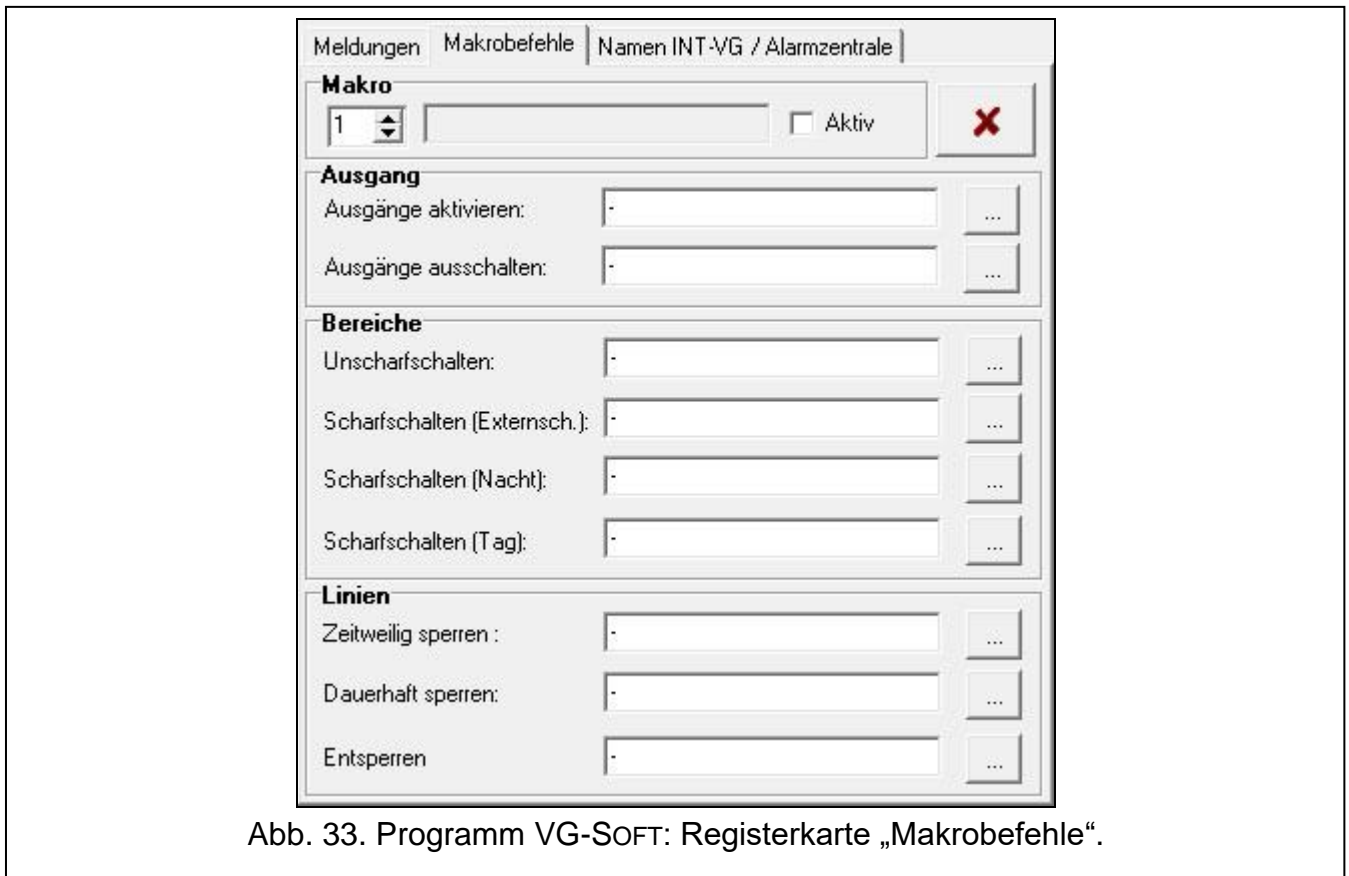 Meldungen Makrobefehle Namen INT-VG / Alarmzentrale
Makro
1 Aktiv
Ausgang
Ausgänge aktivieren: - ...
Ausgänge ausschalten: - ...
Bereiche
Unscharfschalten: - ...
Scharfschalten (Externsch.): - ...
Scharfschalten (Nacht): - ...
Scharfschalten (Tag): - ...
Linien
Zeitweilig sperren : - ...
Dauerhaft sperren: - ...
Entsperren - ...
Abb. 33. Programm VG-SOFT: Registerkarte „Makrobefehle“.